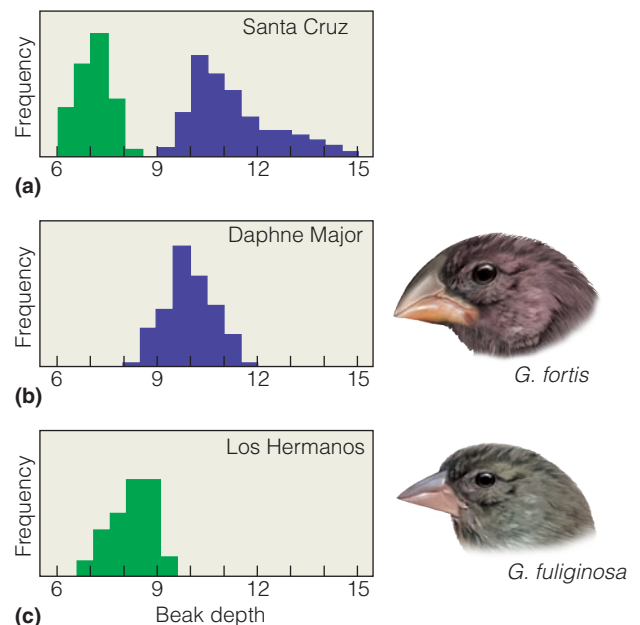 Santa Cruz
Frequency
6 9 12 15
(a)
Daphne Major
Frequency
6 9 12 15
(b)
G. fortis
Los Hermanos
Frequency
6 9 12 15
(c) Beak depth
G. fuliginosa